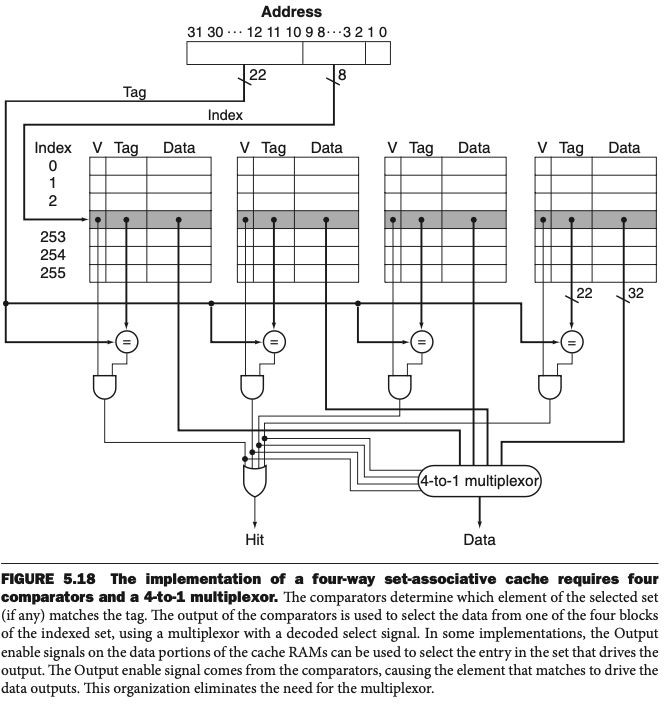 Address
31 30 ··· 12 11 10 9 8···3 2 1 0
22
8
Tag
Index
Index V Tag Data V Tag Data V Tag Data V Tag Data
0
1
2
253
254
255
22 32
= = = =
4-to-1 multiplexor
Hit Data
FIGURE 5.18 The implementation of a four-way set-associative cache requires four
comparators and a 4-to-1 multiplexor. The comparators determine which element of the selected set
(if any) matches the tag. The output of the comparators is used to select the data from one of the four blocks
of the indexed set, using a multiplexor with a decoded select signal. In some implementations, the Output
enable signals on the data portions of the cache RAMs can be used to select the entry in the set that drives the
output. The Output enable signal comes from the comparators, causing the element that matches to drive the
data outputs. This organization eliminates the need for the multiplexor.